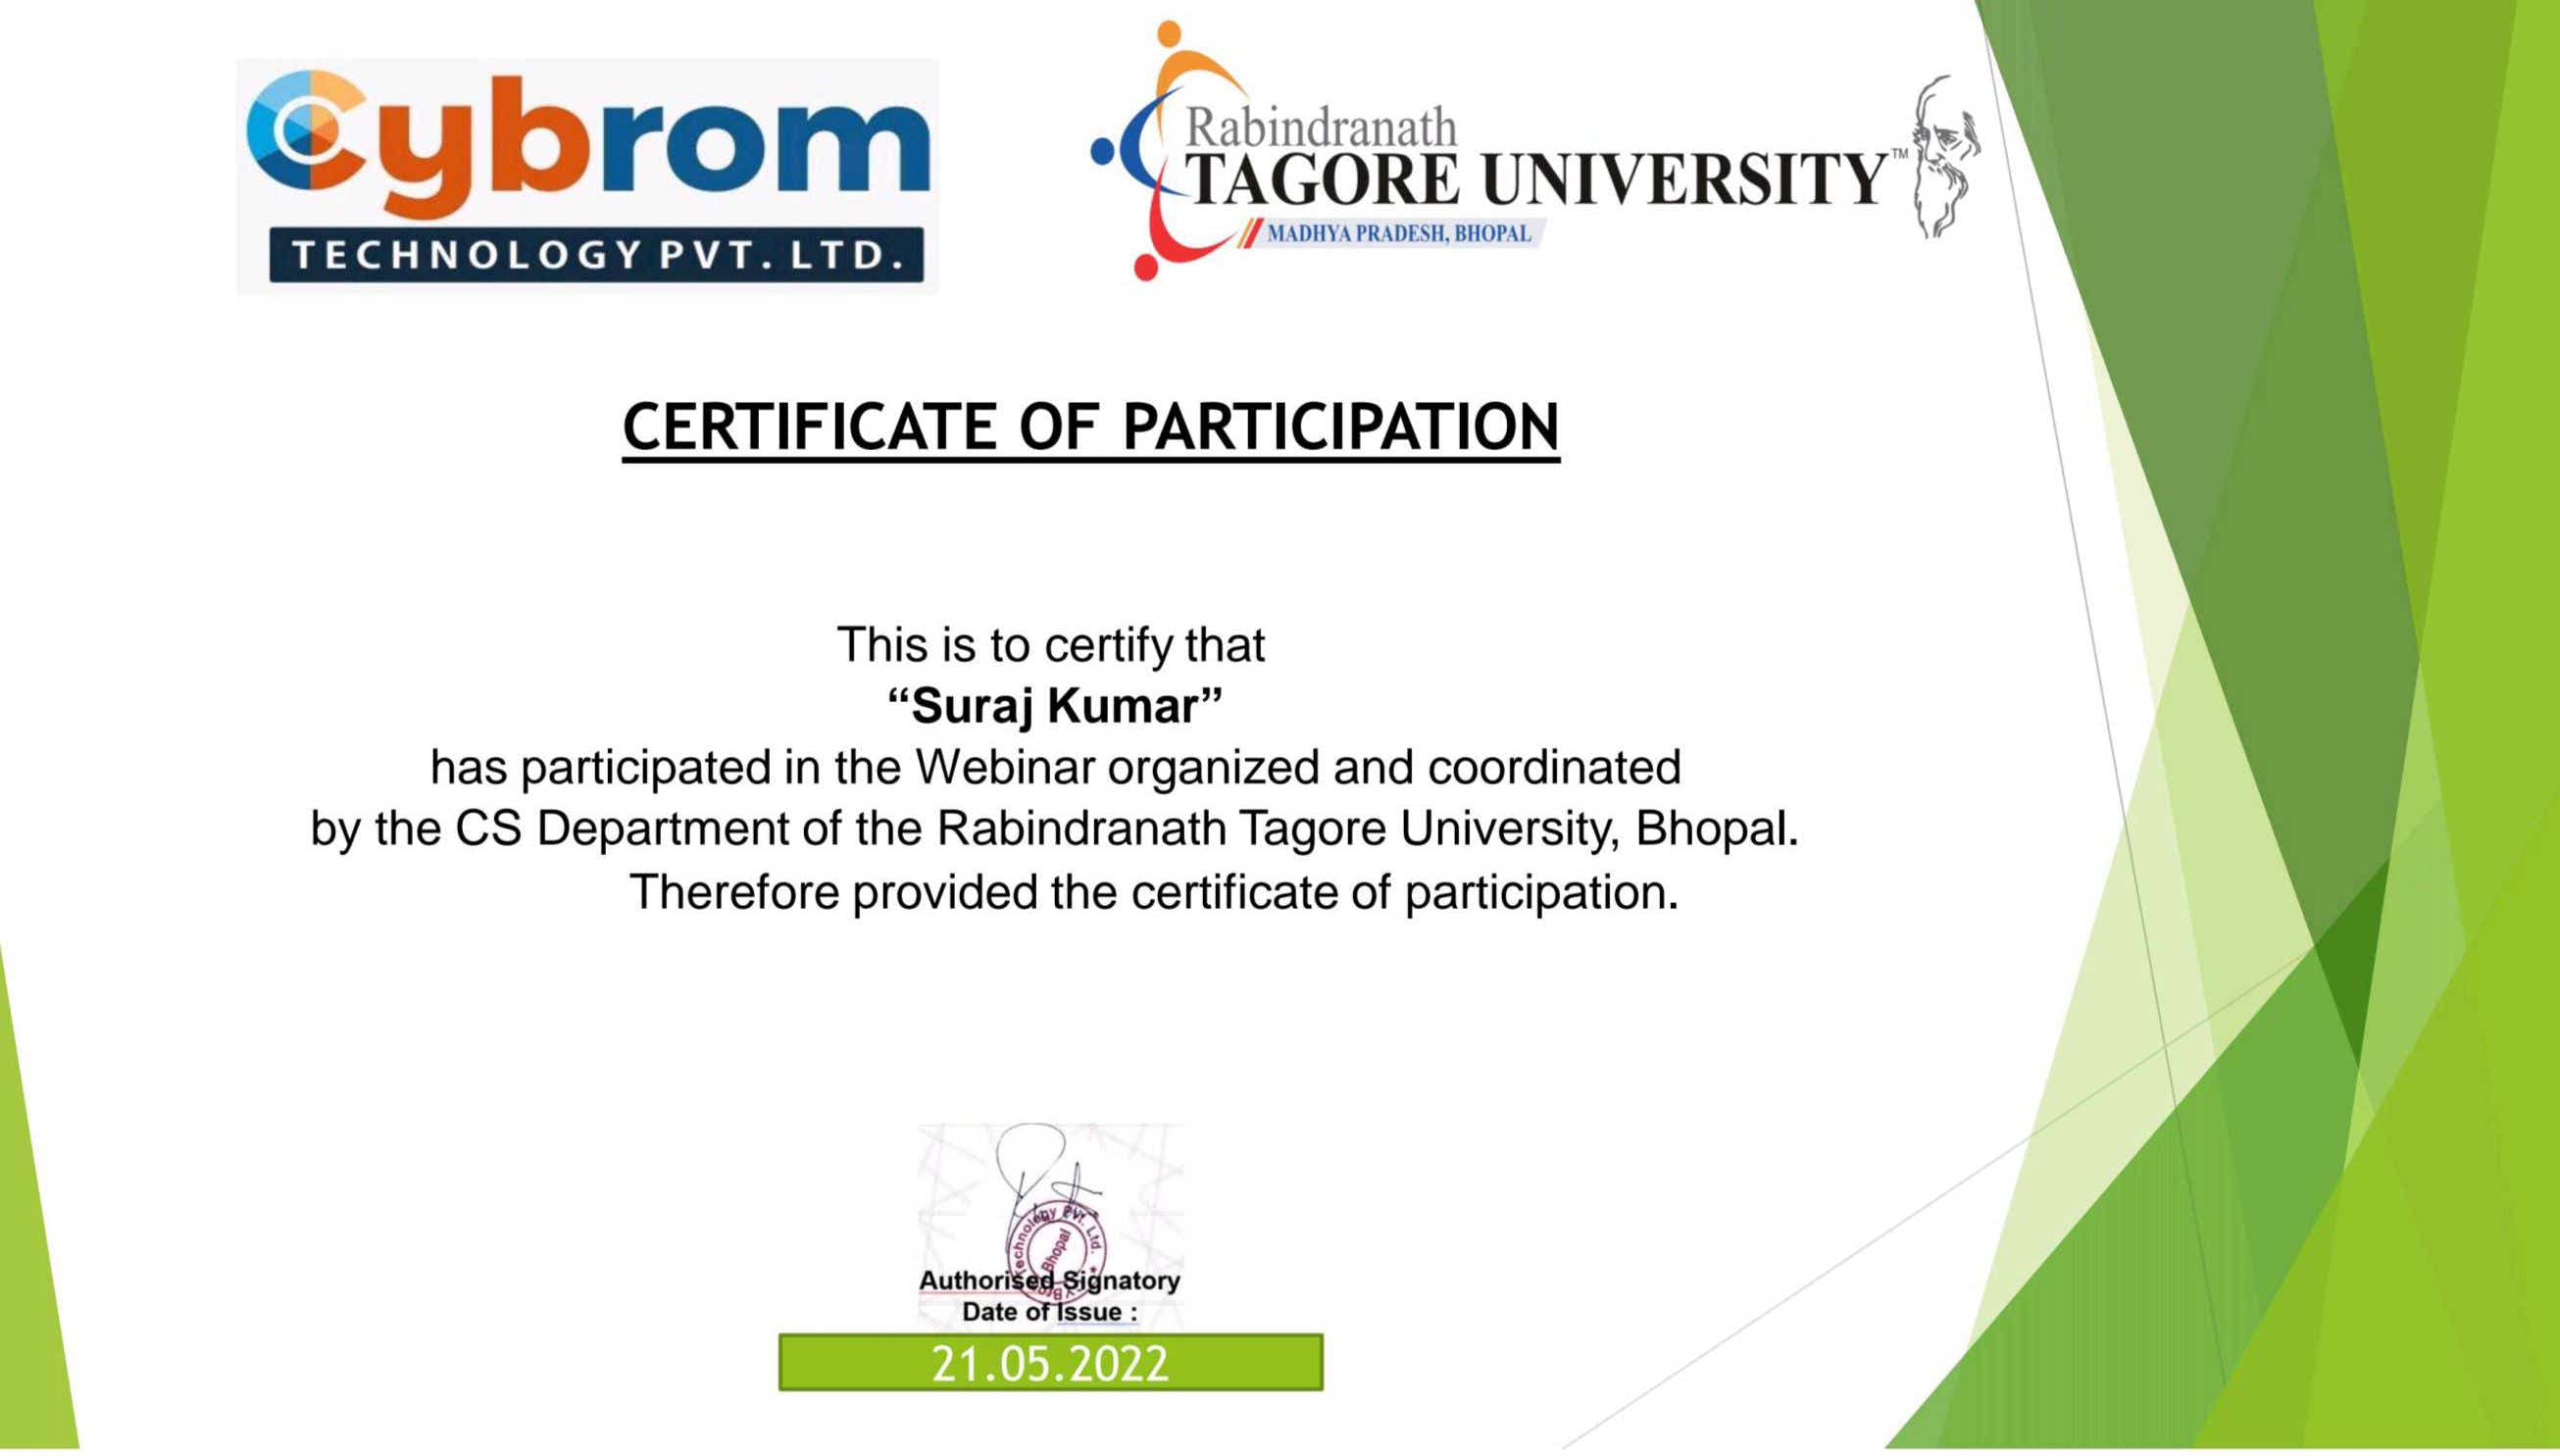 Cybrom
TECHNOLOGY PVT. LTD.
Rabindranath
TAGORE UNIVERSITY™
MADHYA PRADESH, BHOPAL
CERTIFICATE OF PARTICIPATION
This is to certify that
“Suraj Kumar”
has participated in the Webinar organized and coordinated
by the CS Department of the Rabindranath Tagore University, Bhopal.
Therefore provided the certificate of participation.
Technology Pvt. Ltd.
Bhopal
Authorised Signatory
Date of Issue :
21.05.2022